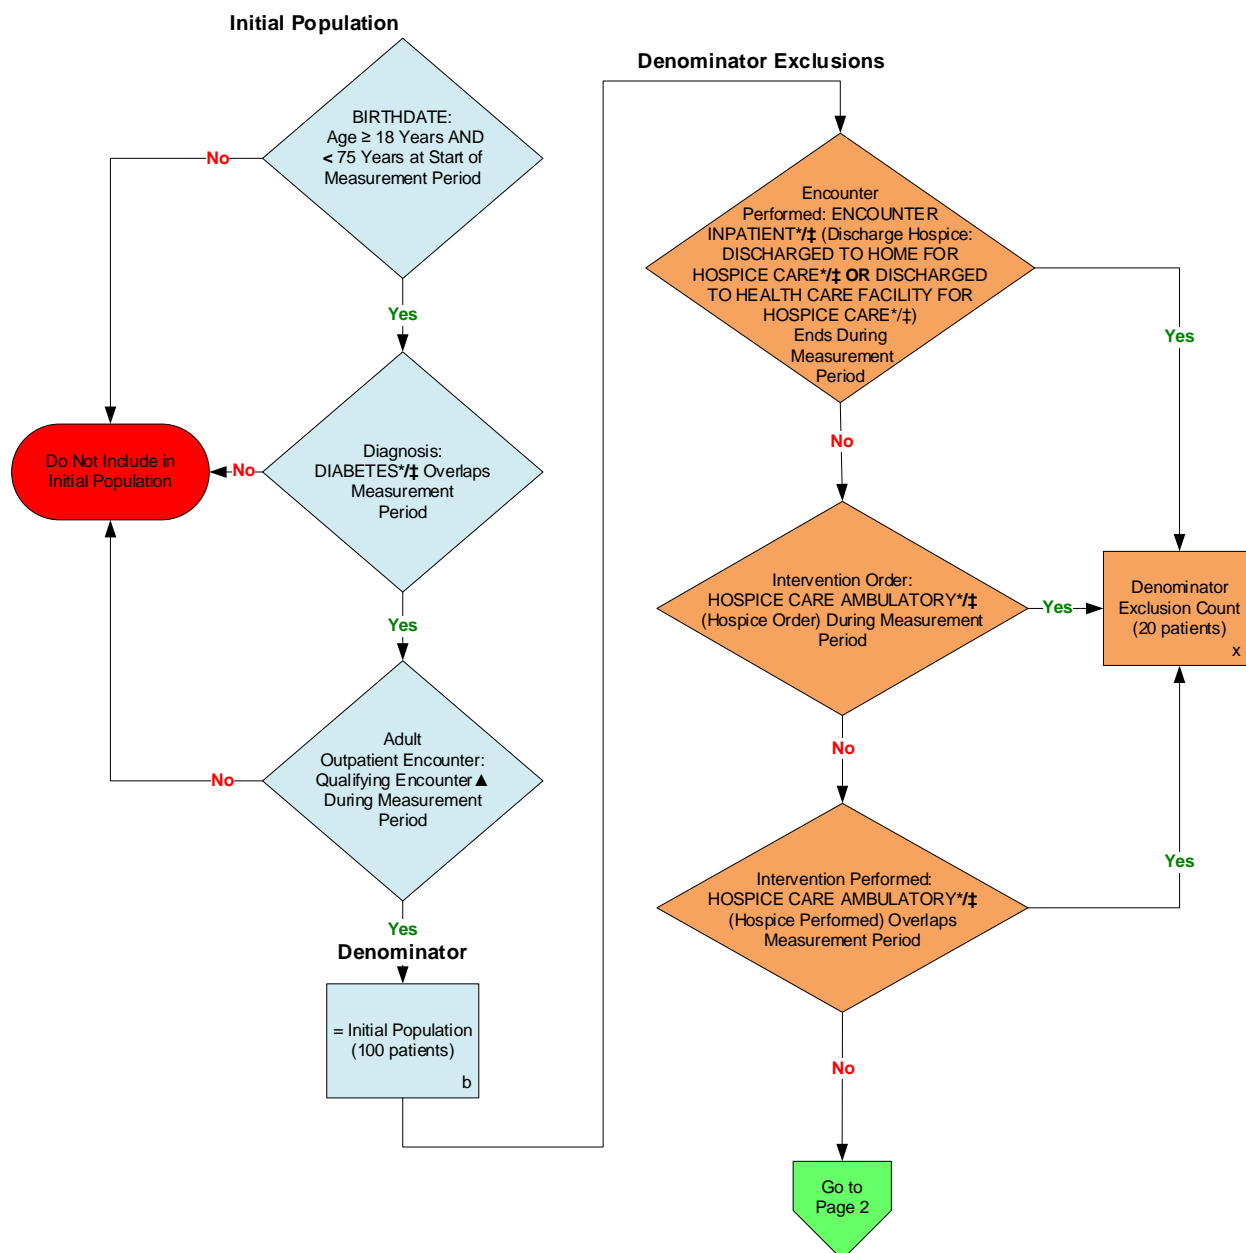 Initial Population
BIRTHDATE:
Age ≥ 18 Years AND
< 75 Years at Start of
Measurement Period
No
Yes
Do Not Include in
Initial Population
No
Diagnosis:
DIABETES*/‡ Overlaps
Measurement
Period
Yes
Adult
Outpatient Encounter:
Qualifying Encounter▲
During Measurement
Period
No
Yes
Denominator
= Initial Population
(100 patients)
b
Denominator Exclusions
Encounter
Performed: ENCOUNTER
INPATIENT*/‡ (Discharge Hospice:
DISCHARGED TO HOME FOR
HOSPICE CARE*/‡ OR DISCHARGED
TO HEALTH CARE FACILITY FOR
HOSPICE CARE*/‡)
Ends During
Measurement
Period
Yes
No
Intervention Order:
HOSPICE CARE AMBULATORY*/‡
(Hospice Order) During Measurement
Period
Yes
Denominator
Exclusion Count
(20 patients)
x
No
Intervention Performed:
HOSPICE CARE AMBULATORY*/‡
(Hospice Performed) Overlaps
Measurement Period
Yes
No
Go to
Page 2